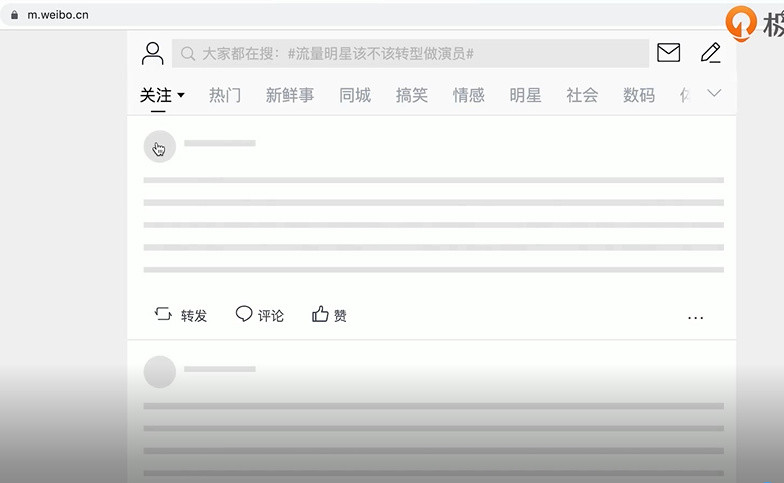 m.weibo.cn
大家都在搜：#流量明星该不该转型做演员#
关注 热门 新鲜事 同城 搞笑 情感 明星 社会 数码
转发 评论 赞 ...